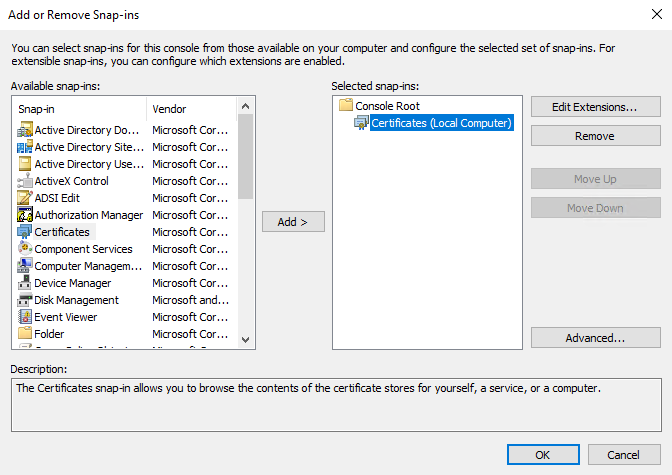 Add or Remove Snap-ins
You can select snap-ins for this console from those available on your computer and configure the selected set of snap-ins. For
extensible snap-ins, you can configure which extensions are enabled.
Available snap-ins:
Snap-in Vendor
Active Directory Do... Microsoft Cor...
Active Directory Site... Microsoft Cor...
Active Directory Use... Microsoft Cor...
ActiveX Control Microsoft Cor...
ADSI Edit Microsoft Cor...
Authorization Manager Microsoft Cor...
Certificates Microsoft Cor...
Component Services Microsoft Cor...
Computer Managem... Microsoft Cor...
Device Manager Microsoft Cor...
Disk Management Microsoft and...
Event Viewer Microsoft Cor...
Folder Microsoft Cor...
Add >
Selected snap-ins:
Console Root
Certificates (Local Computer)
Edit Extensions...
Remove
Move Up
Move Down
Advanced...
Description:
The Certificates snap-in allows you to browse the contents of the certificate stores for yourself, a service, or a computer.
OK
Cancel